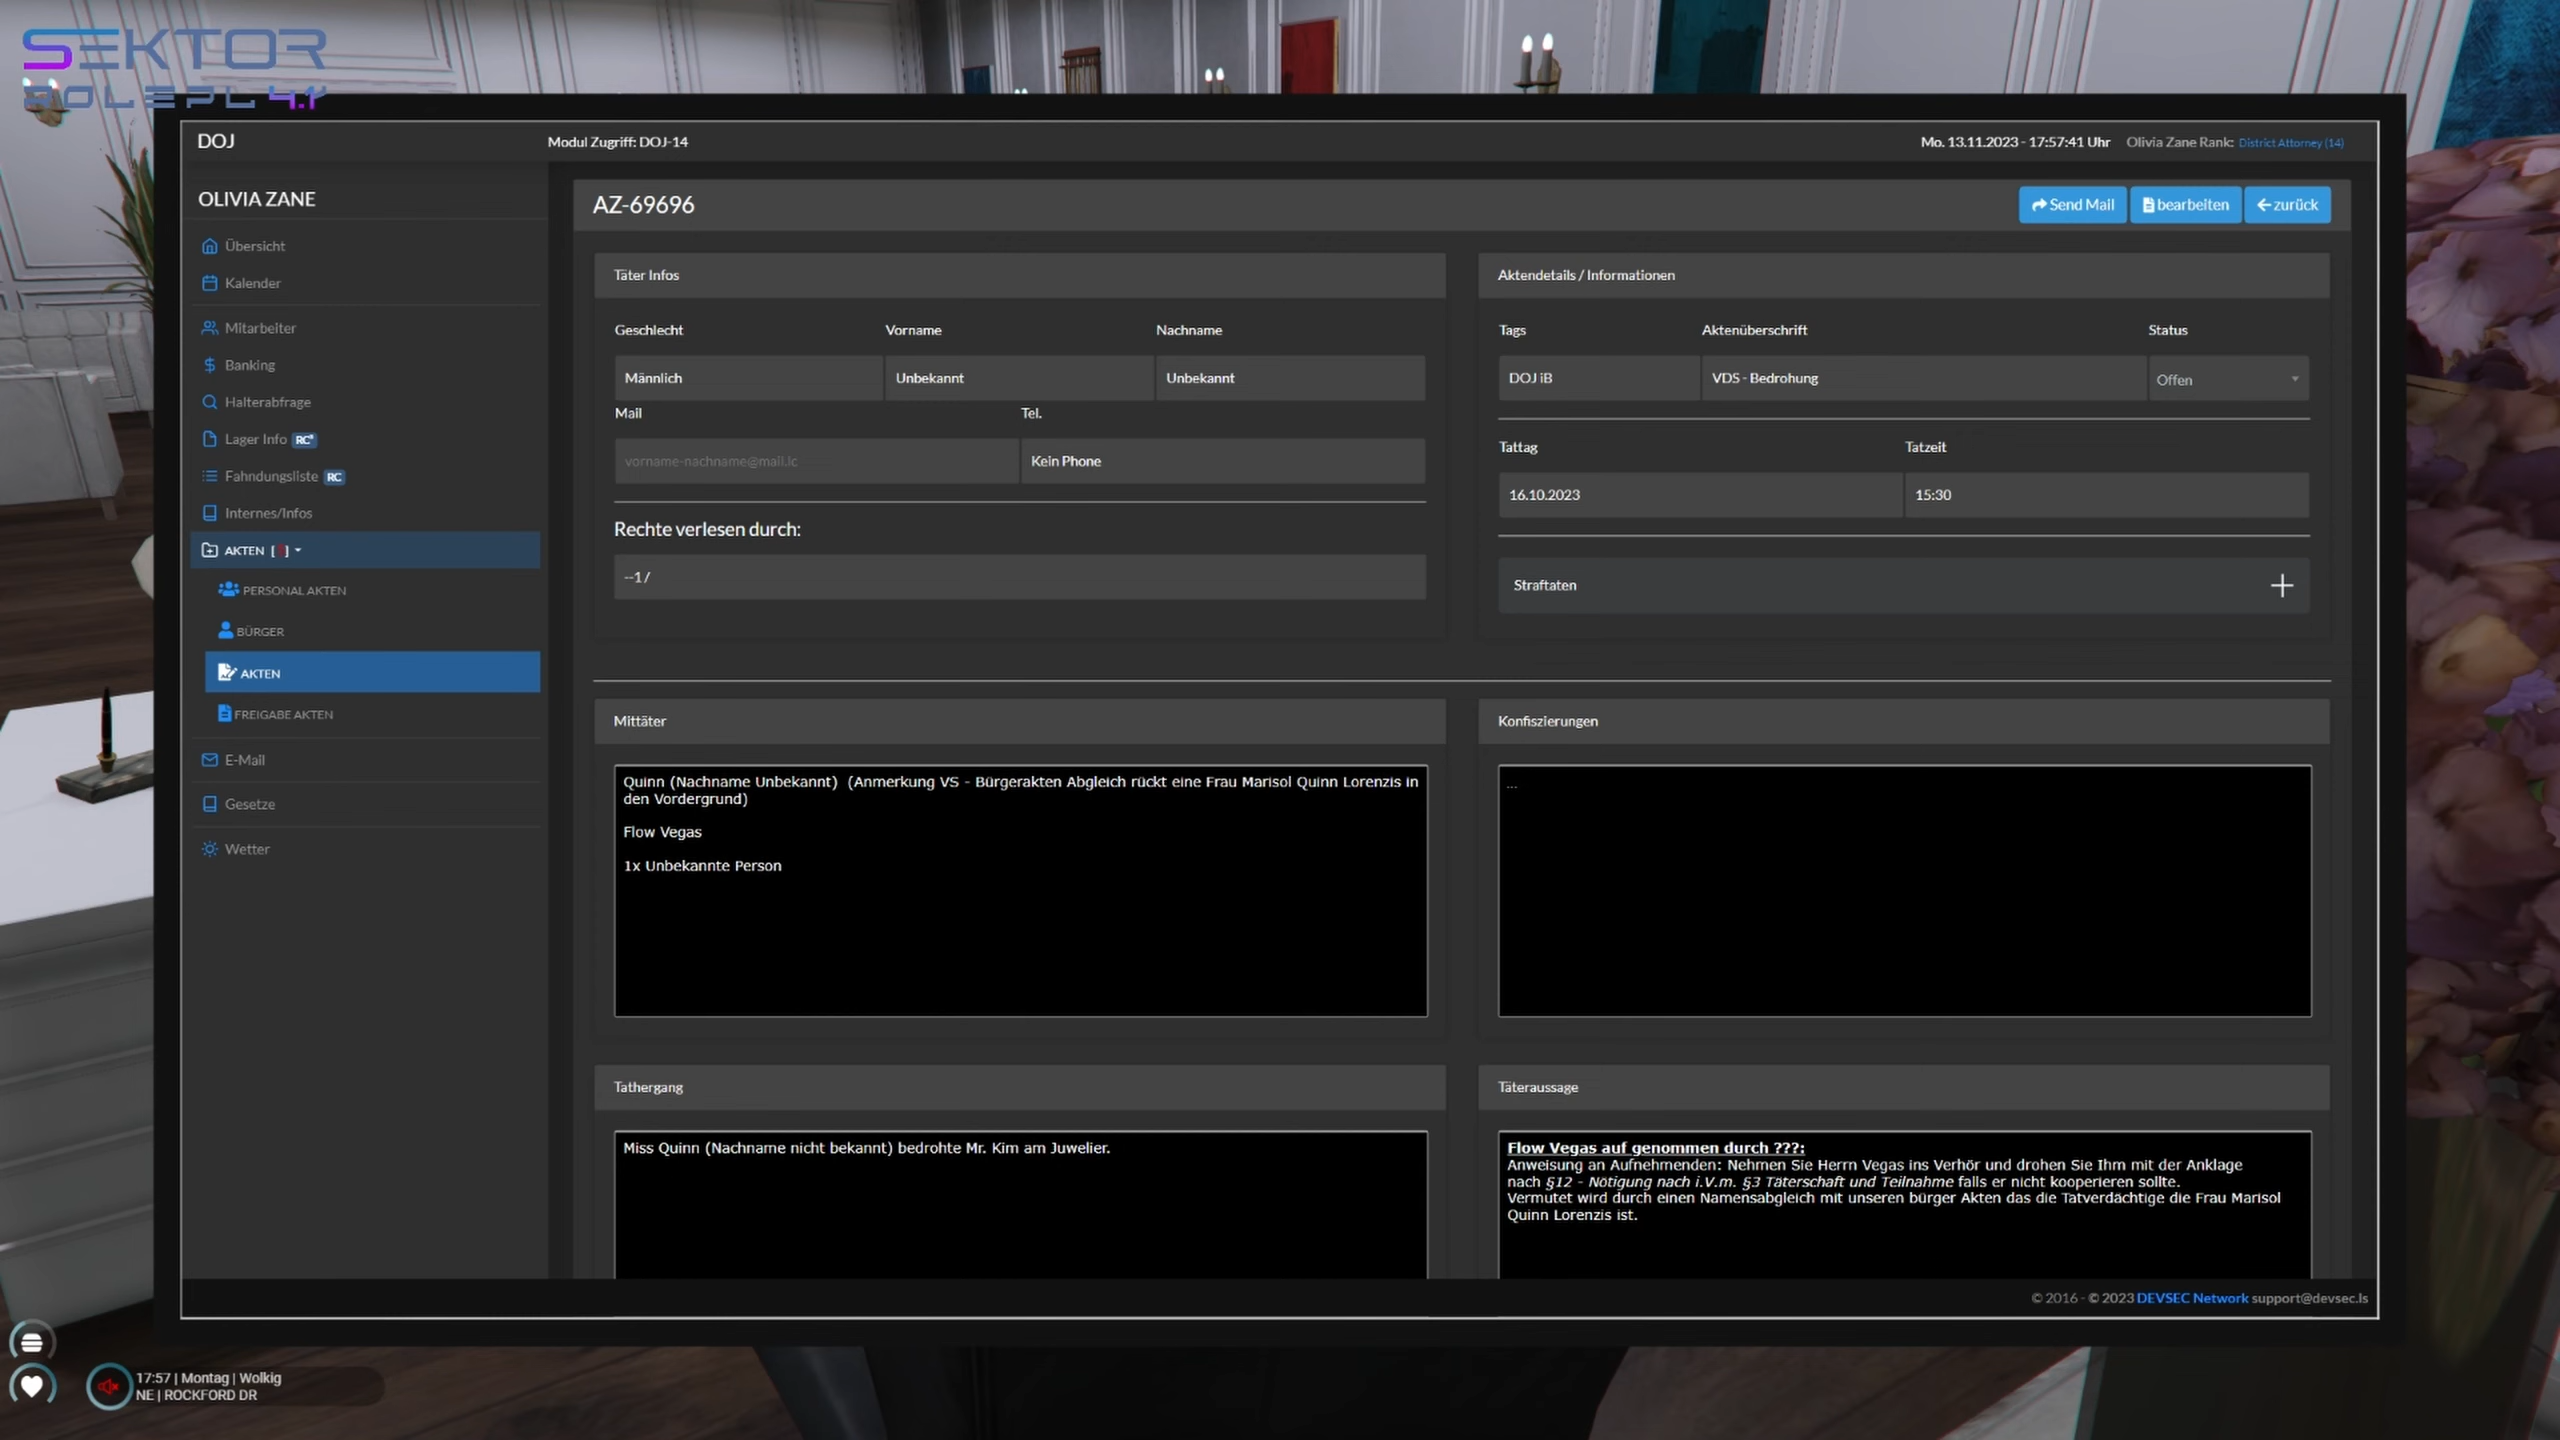 SEKTOR
ROLEPL4.Y
DOJ
Modul Zugriff: DOJ-14
Mo. 13.11.2023 - 17:57:41 Uhr Olivia Zane Rank: District Attorney (14)
OLIVIA ZANE
Übersicht
Kalender
Mitarbeiter
Banking
Halterabfrage
Lager Info RC³
Fahndungsliste RC
Internes/Infos
AKTEN [ ]
PERSONAL AKTEN
BÜRGER
AKTEN
FREIGABE AKTEN
E-Mail
Gesetze
Wetter
AZ-69696
Send Mail bearbeiten zurück
Täter Infos
Geschlecht Vorname Nachname
Männlich Unbekannt Unbekannt
Mail Tel.
vorname-nachname@mail.lc Kein Phone
Rechte verlesen durch:
--1 /
Aktendetails / Informationen
Tags Aktenüberschrift Status
DOJ iB VDS - Bedrohung Offen
Tattag Tatzeit
16.10.2023 15:30
Straftaten
Mittäter
Quinn (Nachname Unbekannt) (Anmerkung VS - Bürgerakten Abgleich rückt eine Frau Marisol Quinn Lorenzis in
den Vordergrund)
Flow Vegas
1x Unbekannte Person
Konfiszierungen
...
Tathergang
Miss Quinn (Nachname nicht bekannt) bedrohte Mr. Kim am Juwelier.
Täteraussage
Flow Vegas auf genommen durch ???:
Anweisung an Aufnehmenden: Nehmen Sie Herrn Vegas ins Verhör und drohen Sie Ihm mit der Anklage
nach §12 - Nötigung nach i.V.m. §3 Täterschaft und Teilnahme falls er nicht kooperieren sollte.
Vermutet wird durch einen Namensabgleich mit unseren bürger Akten das die Tatverdächtige die Frau Marisol
Quinn Lorenzis ist.
© 2016 - © 2023 DEVSEC Network support@devsec.ls
17:57 | Montag | Wolkig
NE | ROCKFORD DR